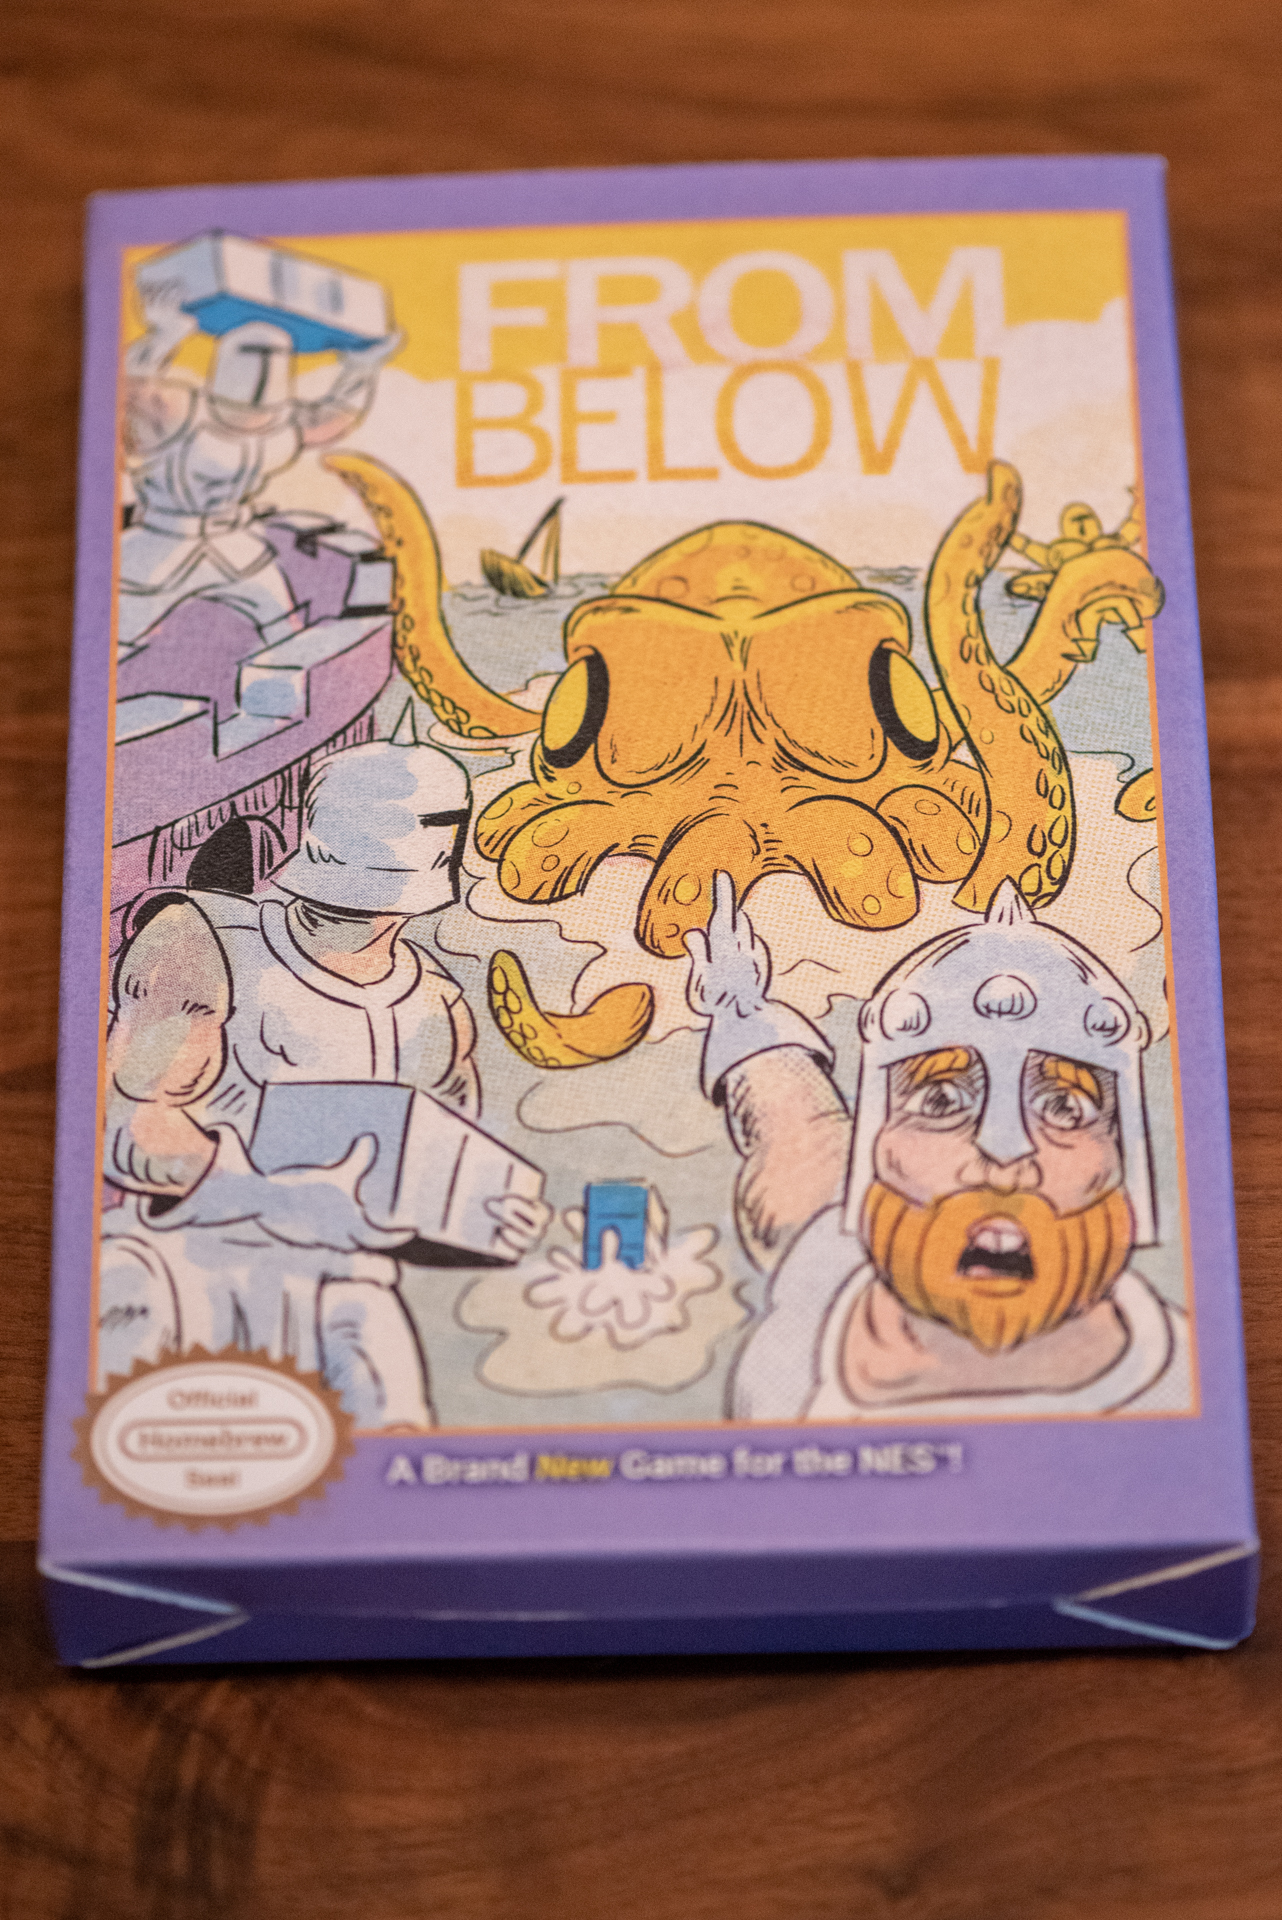 FROM
BELOW
Official
Homebrew
Seal
A Brand New Game for the NES™!